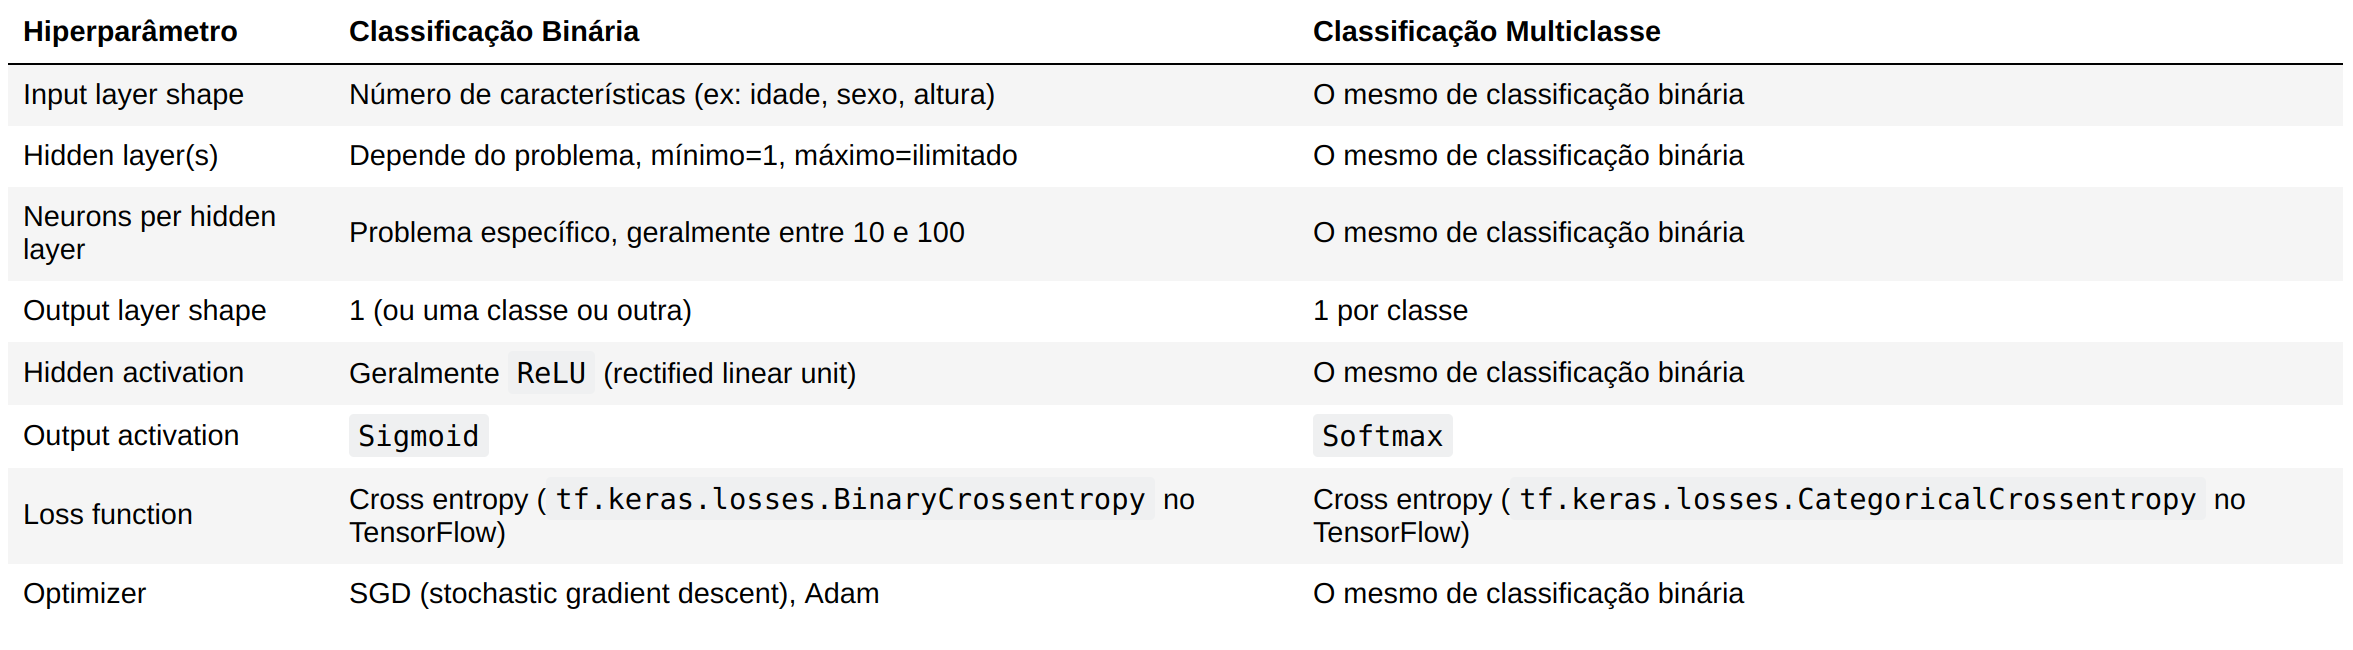 Hiperparâmetro Classificação Binária Classificação Multiclasse
Input layer shape Número de características (ex: idade, sexo, altura) O mesmo de classificação binária
Hidden layer(s) Depende do problema, mínimo=1, máximo=ilimitado O mesmo de classificação binária
Neurons per hidden
layer
Problema específico, geralmente entre 10 e 100 O mesmo de classificação binária
Output layer shape 1 (ou uma classe ou outra) 1 por classe
Hidden activation Geralmente ReLU (rectified linear unit) O mesmo de classificação binária
Output activation Sigmoid Softmax
Loss function
Cross entropy (tf.keras.losses.BinaryCrossentropy no
TensorFlow)
Cross entropy (tf.keras.losses.CategoricalCrossentropy no
TensorFlow)
Optimizer SGD (stochastic gradient descent), Adam O mesmo de classificação binária